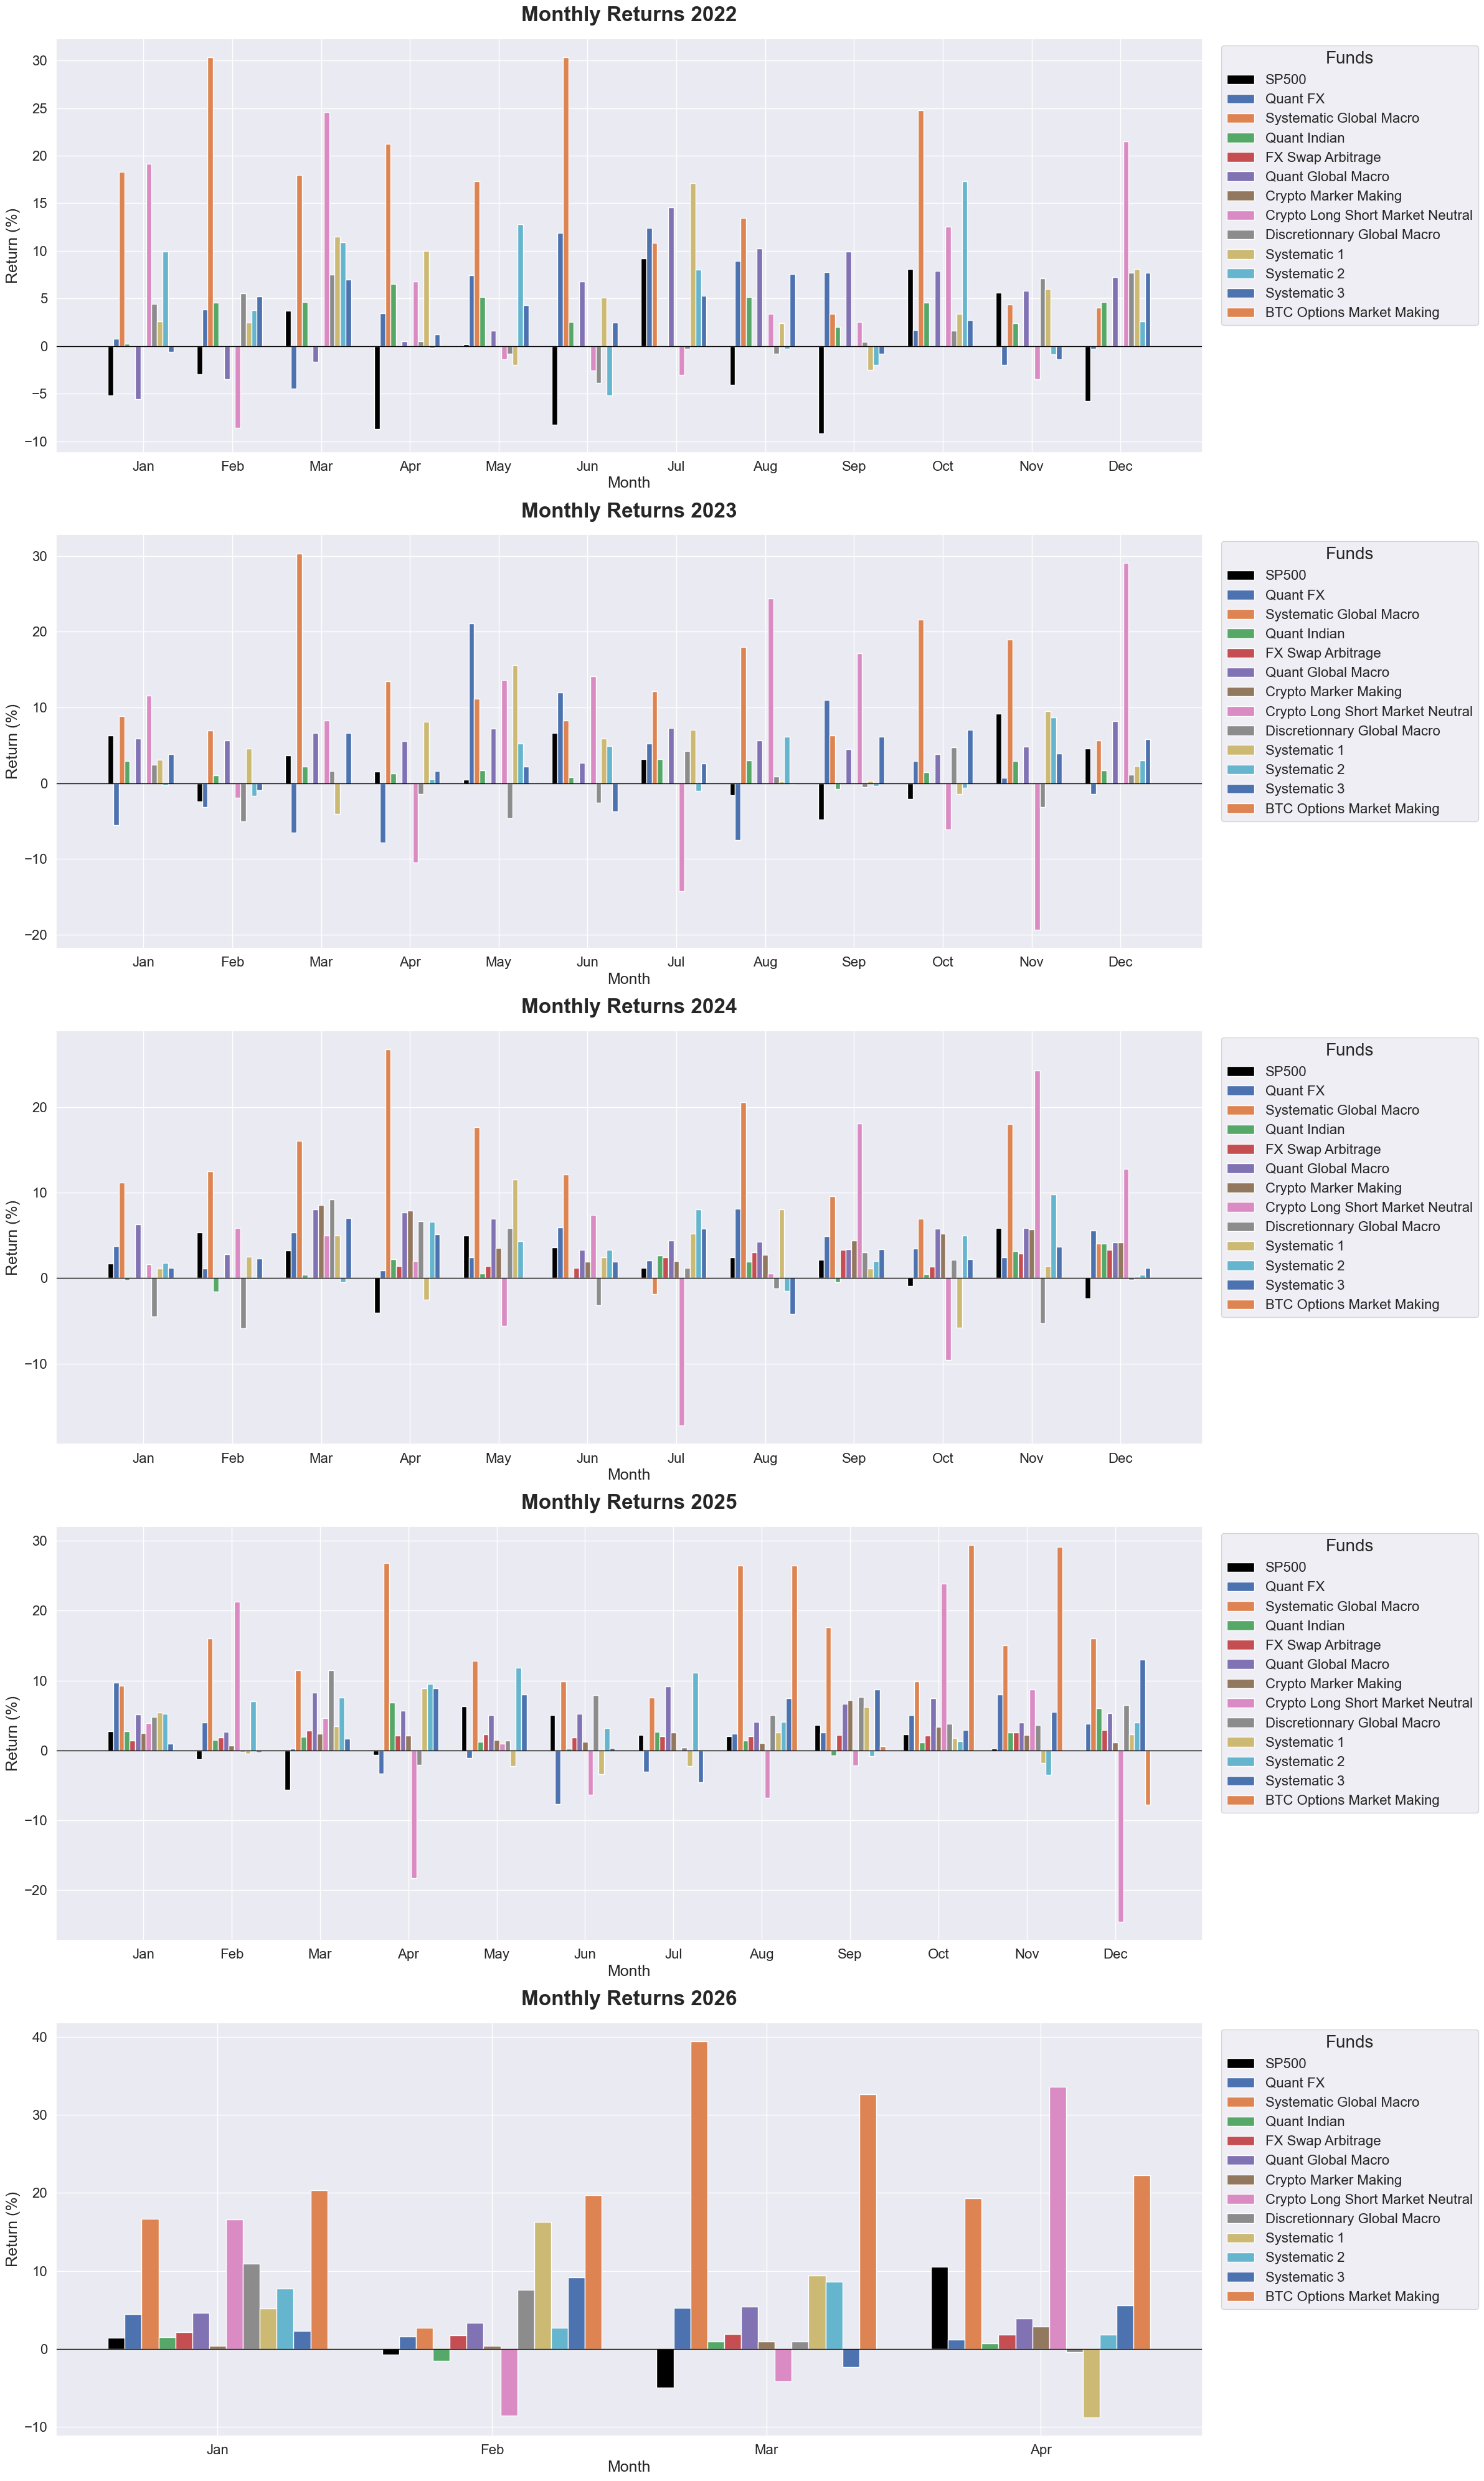 Monthly Returns 2022
Return (%)
30
25
20
15
10
5
0
−5
−10
Jan Feb Mar Apr May Jun Jul Aug Sep Oct Nov Dec
Month
Funds
SP500
Quant FX
Systematic Global Macro
Quant Indian
FX Swap Arbitrage
Quant Global Macro
Crypto Marker Making
Crypto Long Short Market Neutral
Discretionnary Global Macro
Systematic 1
Systematic 2
Systematic 3
BTC Options Market Making
Monthly Returns 2023
Return (%)
30
20
10
0
−10
−20
Jan Feb Mar Apr May Jun Jul Aug Sep Oct Nov Dec
Month
Funds
SP500
Quant FX
Systematic Global Macro
Quant Indian
FX Swap Arbitrage
Quant Global Macro
Crypto Marker Making
Crypto Long Short Market Neutral
Discretionnary Global Macro
Systematic 1
Systematic 2
Systematic 3
BTC Options Market Making
Monthly Returns 2024
Return (%)
20
10
0
−10
Jan Feb Mar Apr May Jun Jul Aug Sep Oct Nov Dec
Month
Funds
SP500
Quant FX
Systematic Global Macro
Quant Indian
FX Swap Arbitrage
Quant Global Macro
Crypto Marker Making
Crypto Long Short Market Neutral
Discretionnary Global Macro
Systematic 1
Systematic 2
Systematic 3
BTC Options Market Making
Monthly Returns 2025
Return (%)
30
20
10
0
−10
−20
Jan Feb Mar Apr May Jun Jul Aug Sep Oct Nov Dec
Month
Funds
SP500
Quant FX
Systematic Global Macro
Quant Indian
FX Swap Arbitrage
Quant Global Macro
Crypto Marker Making
Crypto Long Short Market Neutral
Discretionnary Global Macro
Systematic 1
Systematic 2
Systematic 3
BTC Options Market Making
Monthly Returns 2026
Return (%)
40
30
20
10
0
−10
Jan Feb Mar Apr
Month
Funds
SP500
Quant FX
Systematic Global Macro
Quant Indian
FX Swap Arbitrage
Quant Global Macro
Crypto Marker Making
Crypto Long Short Market Neutral
Discretionnary Global Macro
Systematic 1
Systematic 2
Systematic 3
BTC Options Market Making